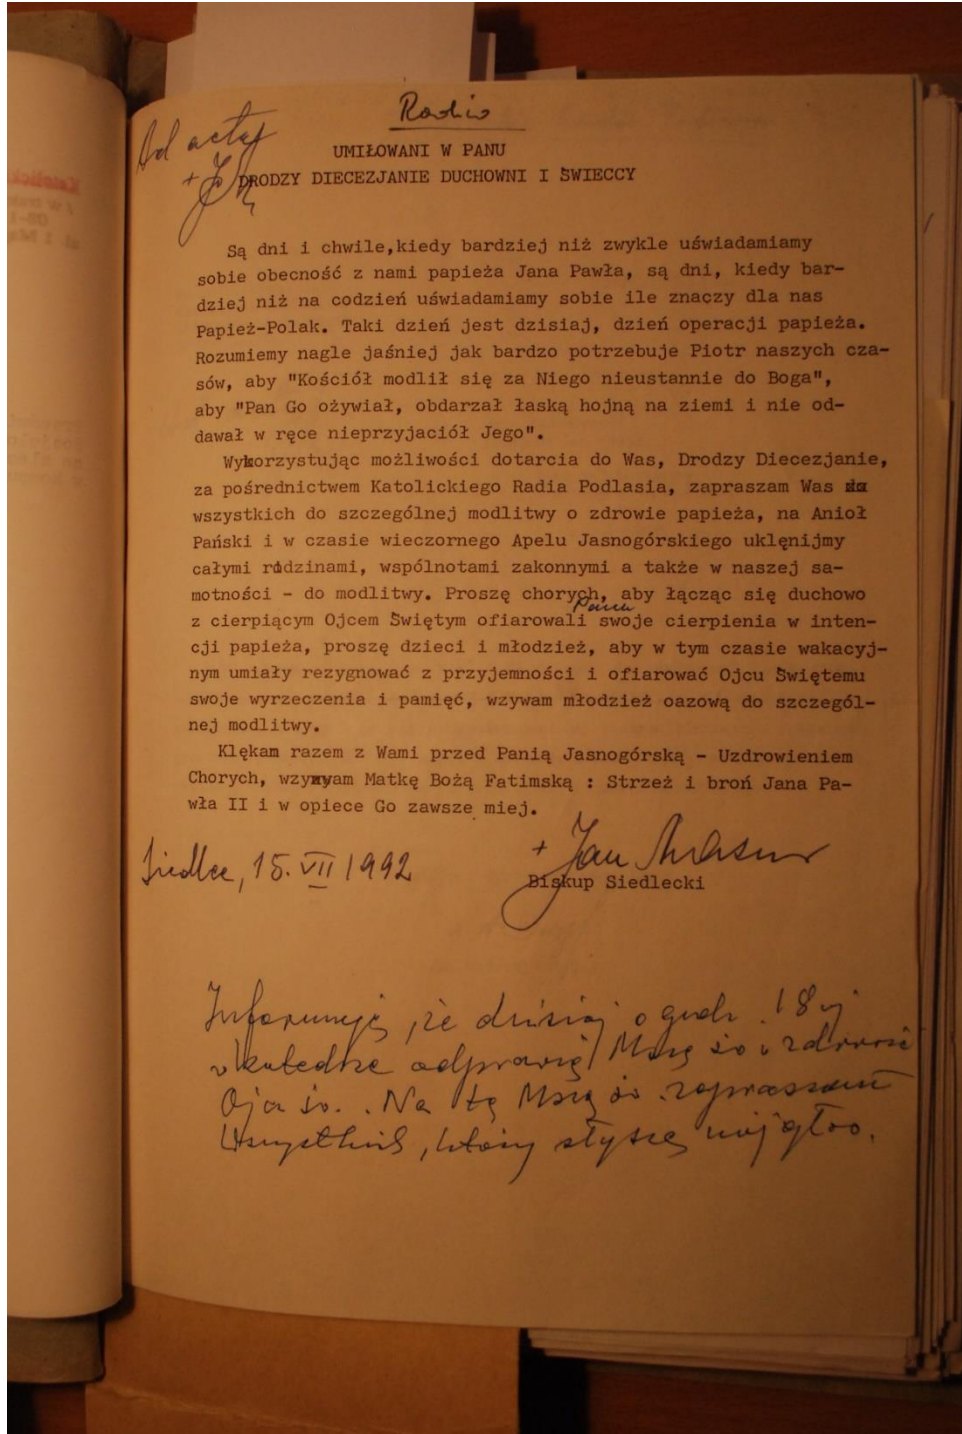 Radio
Ad acta
UMIŁOWANI W PANU
DRODZY DIECEZJANIE DUCHOWNI I ŚWIECCY
Są dni i chwile,kiedy bardziej niż zwykle uświadamiamy
sobie obecność z nami papieża Jana Pawła, są dni, kiedy bar-
dziej niż na codzień uświadamiamy sobie ile znaczy dla nas
Papież-Polak. Taki dzień jest dzisiaj, dzień operacji papieża.
Rozumiemy nagle jaśniej jak bardzo potrzebuje Piotr naszych cza-
sów, aby "Kościół modlił się za Niego nieustannie do Boga",
aby "Pan Go ożywiał, obdarzał łaską hojną na ziemi i nie od-
dawał w ręce nieprzyjaciół Jego".
Wykorzystując możliwości dotarcia do Was, Drodzy Diecezjanie,
za pośrednictwem Katolickiego Radia Podlasia, zapraszam Was
wszystkich do szczególnej modlitwy o zdrowie papieża, na Anioł
Pański i w czasie wieczornego Apelu Jasnogórskiego uklęnijmy
całymi rodzinami, wspólnotami zakonnymi a także w naszej sa-
motności - do modlitwy. Proszę chorych, aby łącząc się duchowo
z cierpiącym Ojcem Świętym ofiarowali Panu swoje cierpienia w inten-
cji papieża, proszę dzieci i młodzież, aby w tym czasie wakacyj-
nym umiały rezygnować z przyjemności i ofiarować Ojcu Świętemu
swoje wyrzeczenia i pamięć, wzywam młodzież oazową do szczegól-
nej modlitwy.
Klękam razem z Wami przed Panią Jasnogórską - Uzdrowieniem
Chorych, wzywam Matkę Bożą Fatimską : Strzeż i broń Jana Pa-
wła II i w opiece Go zawsze miej.
Siedlce, 15. VII 1992
+ Jan Mazur
Biskup Siedlecki
Informuję, że dzisiaj o godz. 18ej
w katedrze odprawię Mszę św o zdrowie
Ojca św. . Na tę Mszę św. zapraszam
Wszystkich, którzy słyszą mój głos.